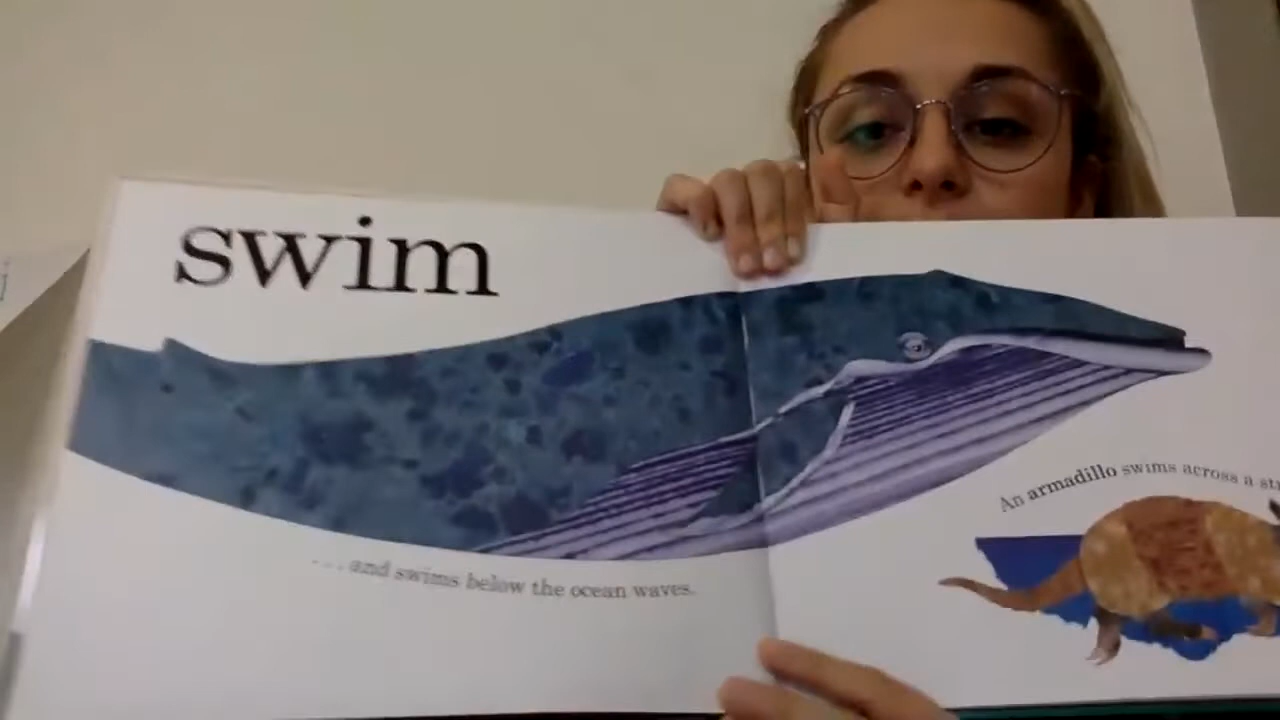 swim
...and swims below the ocean waves.
An armadillo swims across a